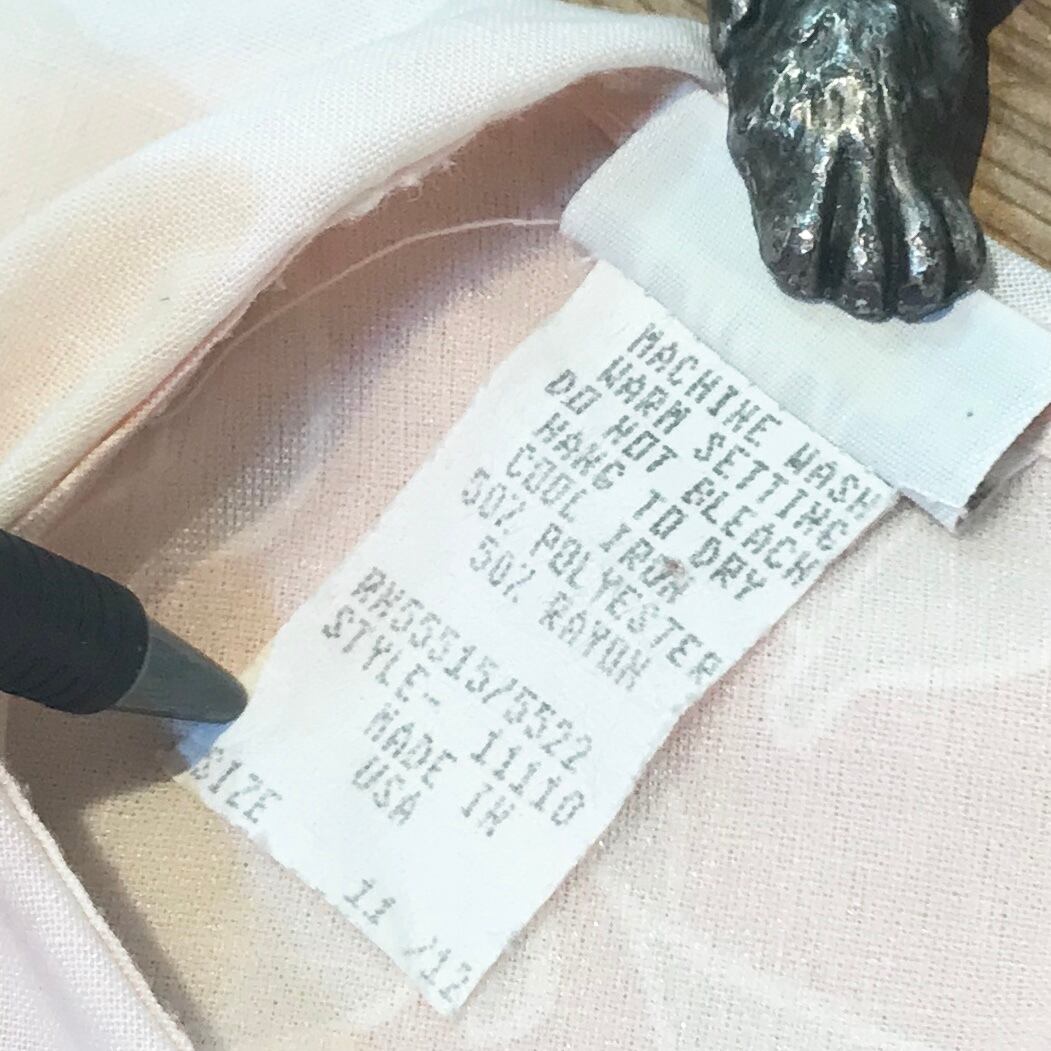 MACHINE WASH
WARM SETTING
DO NOT BLEACH
HANG TO DRY
COOL IRON
50% POLYESTER
50% RAYON
RN55515/5522
STYLE- 11110
MADE IN
USA
SIZE 11 /12